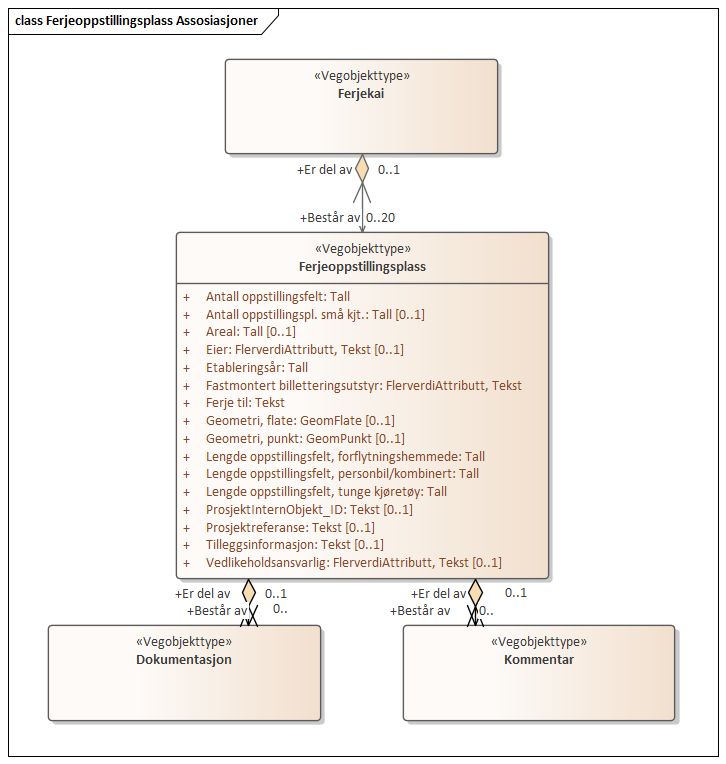 class Ferjeoppstillingsplass Assosiasjoner
«Vegobjekttype»
Ferjekai
+Er del av 0..1
+Består av 0..20
«Vegobjekttype»
Ferjeoppstillingsplass
+ Antall oppstillingsfelt: Tall
+ Antall oppstillingspl. små kjt.: Tall [0..1]
+ Areal: Tall [0..1]
+ Eier: FlerverdiAttributt, Tekst [0..1]
+ Etableringsår: Tall
+ Fastmontert billetteringsutstyr: FlerverdiAttributt, Tekst
+ Ferje til: Tekst
+ Geometri, flate: GeomFlate [0..1]
+ Geometri, punkt: GeomPunkt [0..1]
+ Lengde oppstillingsfelt, forflytningshemmede: Tall
+ Lengde oppstillingsfelt, personbil/kombinert: Tall
+ Lengde oppstillingsfelt, tunge kjøretøy: Tall
+ ProsjektInternObjekt_ID: Tekst [0..1]
+ Prosjektreferanse: Tekst [0..1]
+ Tilleggsinformasjon: Tekst [0..1]
+ Vedlikeholdsansvarlig: FlerverdiAttributt, Tekst [0..1]
+Er del av 0..1 +Er del av 0..1
+Består av 0.. +Består av 0..
«Vegobjekttype»
Dokumentasjon
«Vegobjekttype»
Kommentar